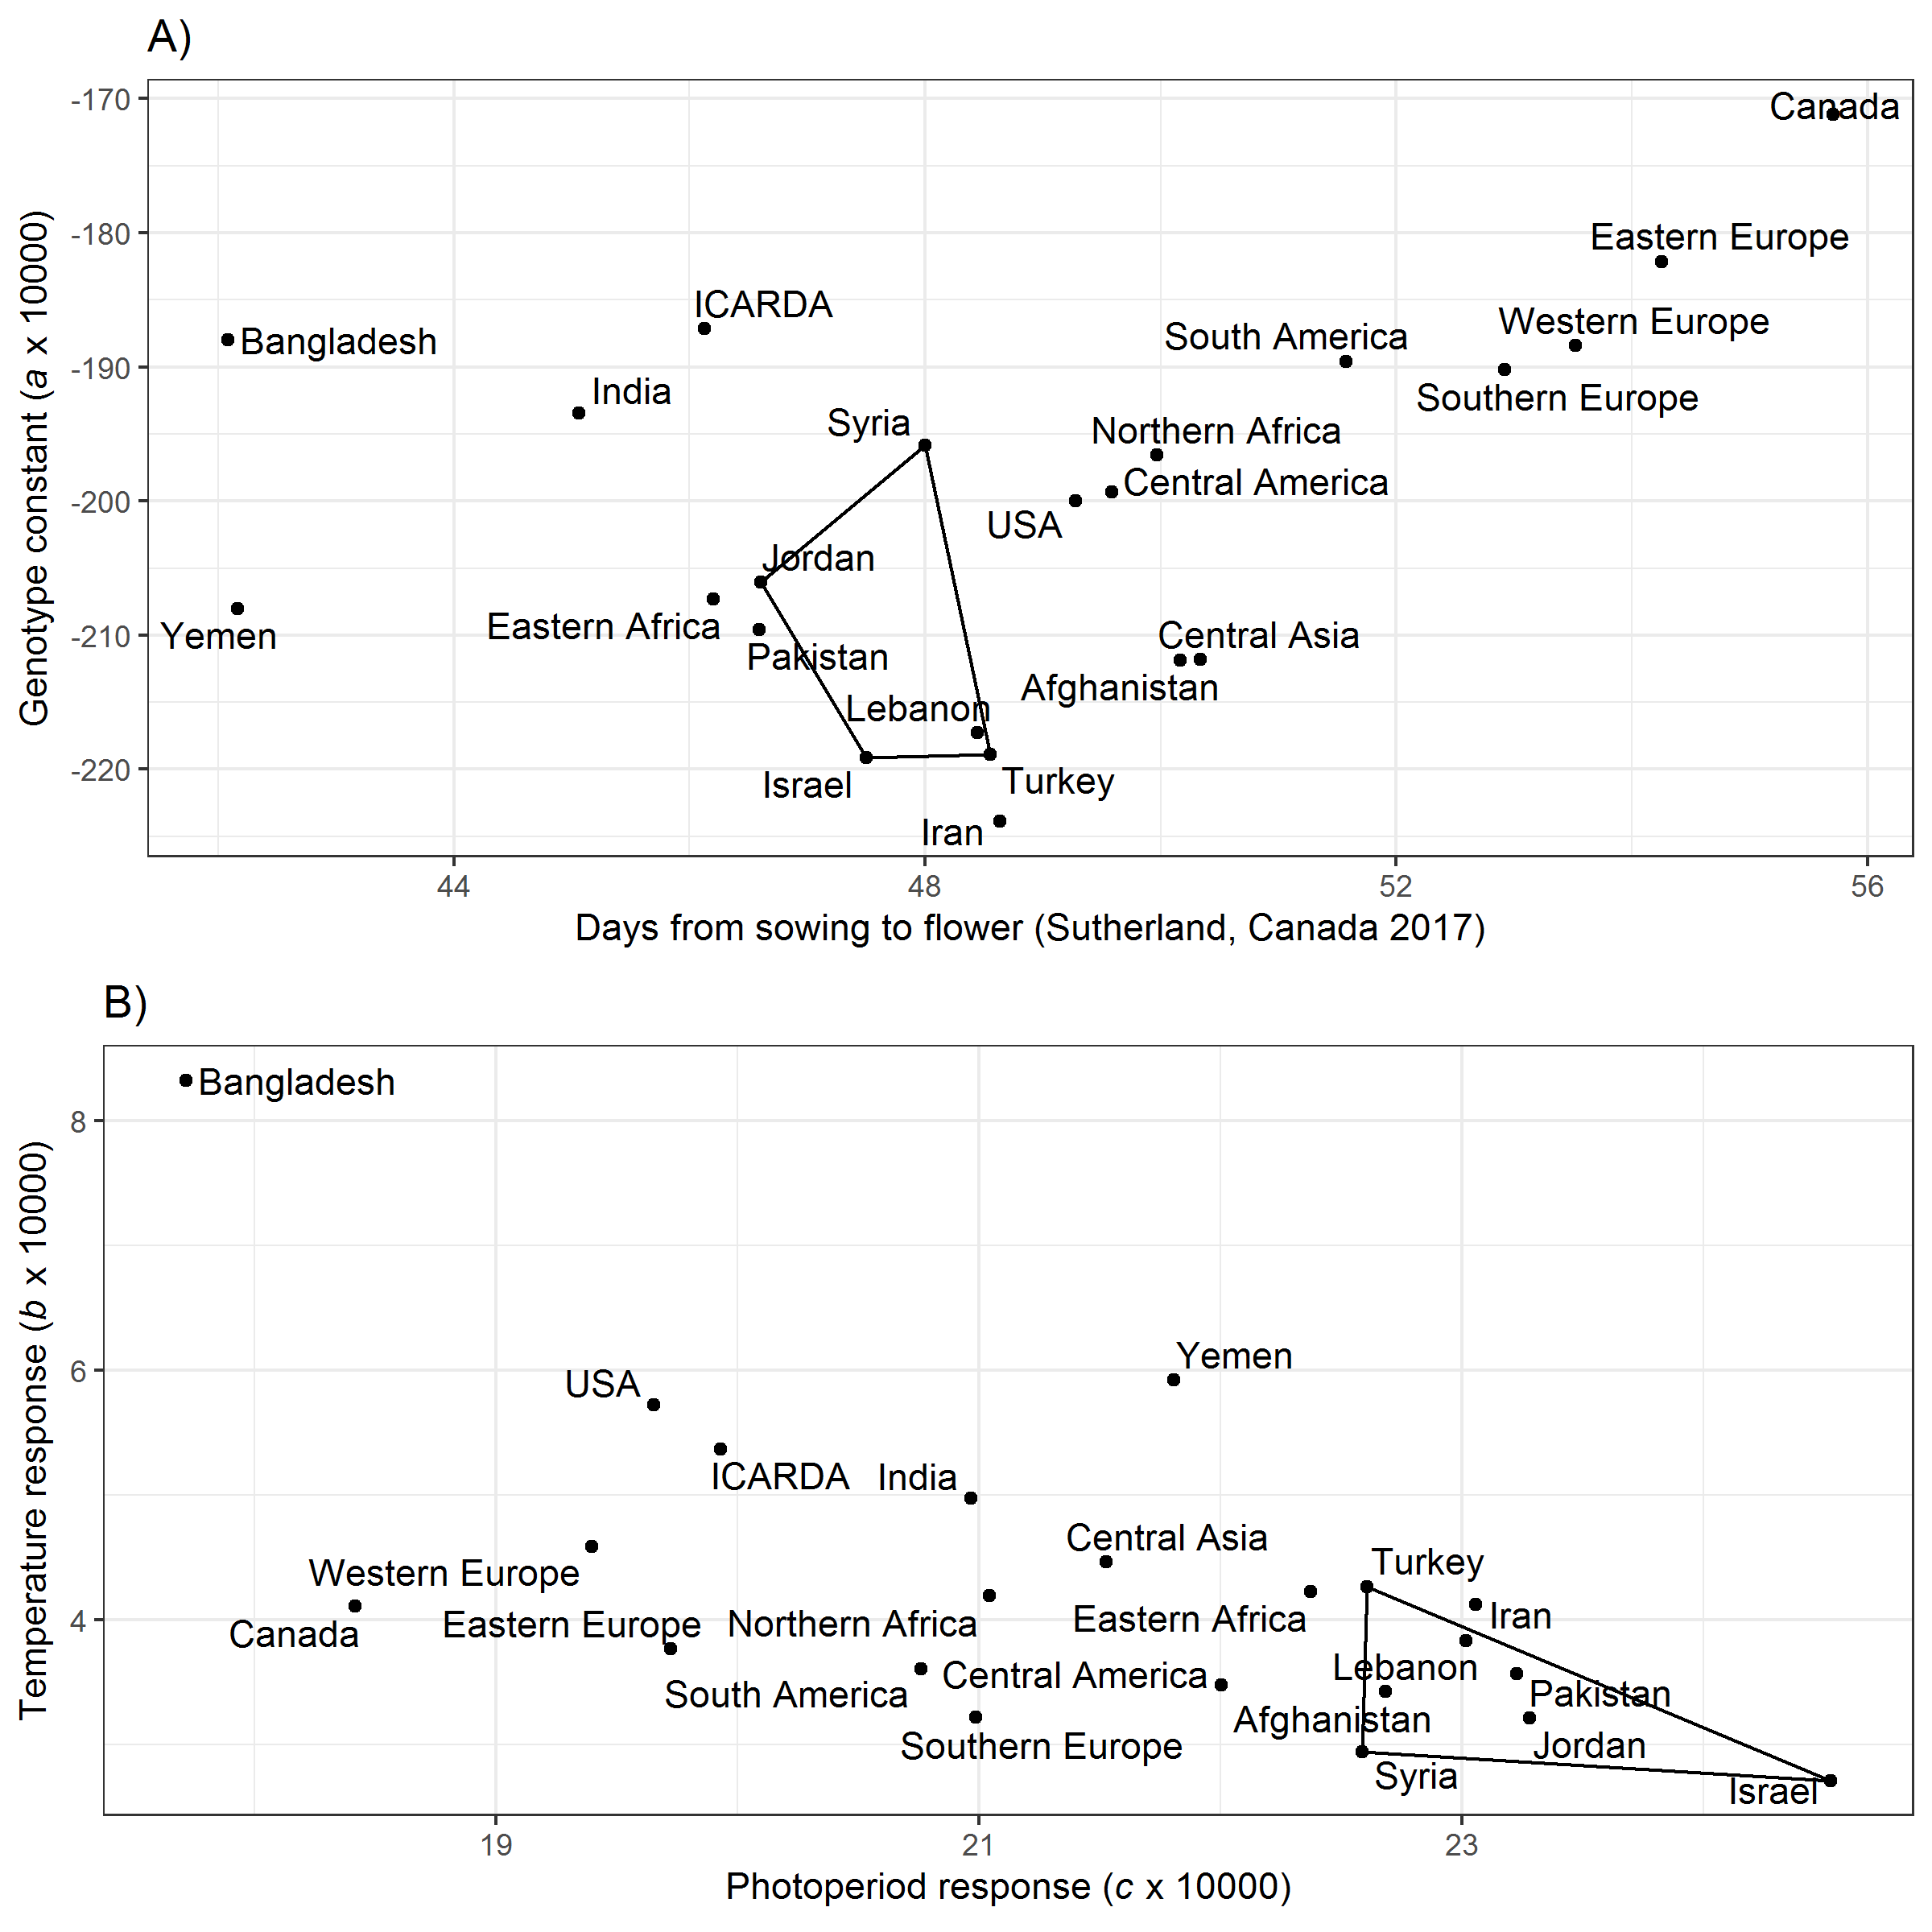 A)
Genotype constant (a x 10000)
-170
-180
-190
-200
-210
-220
Canada
Eastern Europe
ICARDA
Western Europe
South America
Bangladesh
India
Southern Europe
Syria
Northern Africa
Central America
USA
Jordan
Eastern Africa
Yemen
Central Asia
Pakistan
Afghanistan
Lebanon
Israel
Turkey
Iran
44 48 52 56
Days from sowing to flower (Sutherland, Canada 2017)
B)
Temperature response (b x 10000)
8
6
4
Bangladesh
Yemen
USA
ICARDA
India
Central Asia
Turkey
Western Europe
Iran
Eastern Africa
Eastern Europe
Northern Africa
Canada
Lebanon
Central America
South America
Pakistan
Afghanistan
Southern Europe
Jordan
Syria
Israel
19 21 23
Photoperiod response (c x 10000)